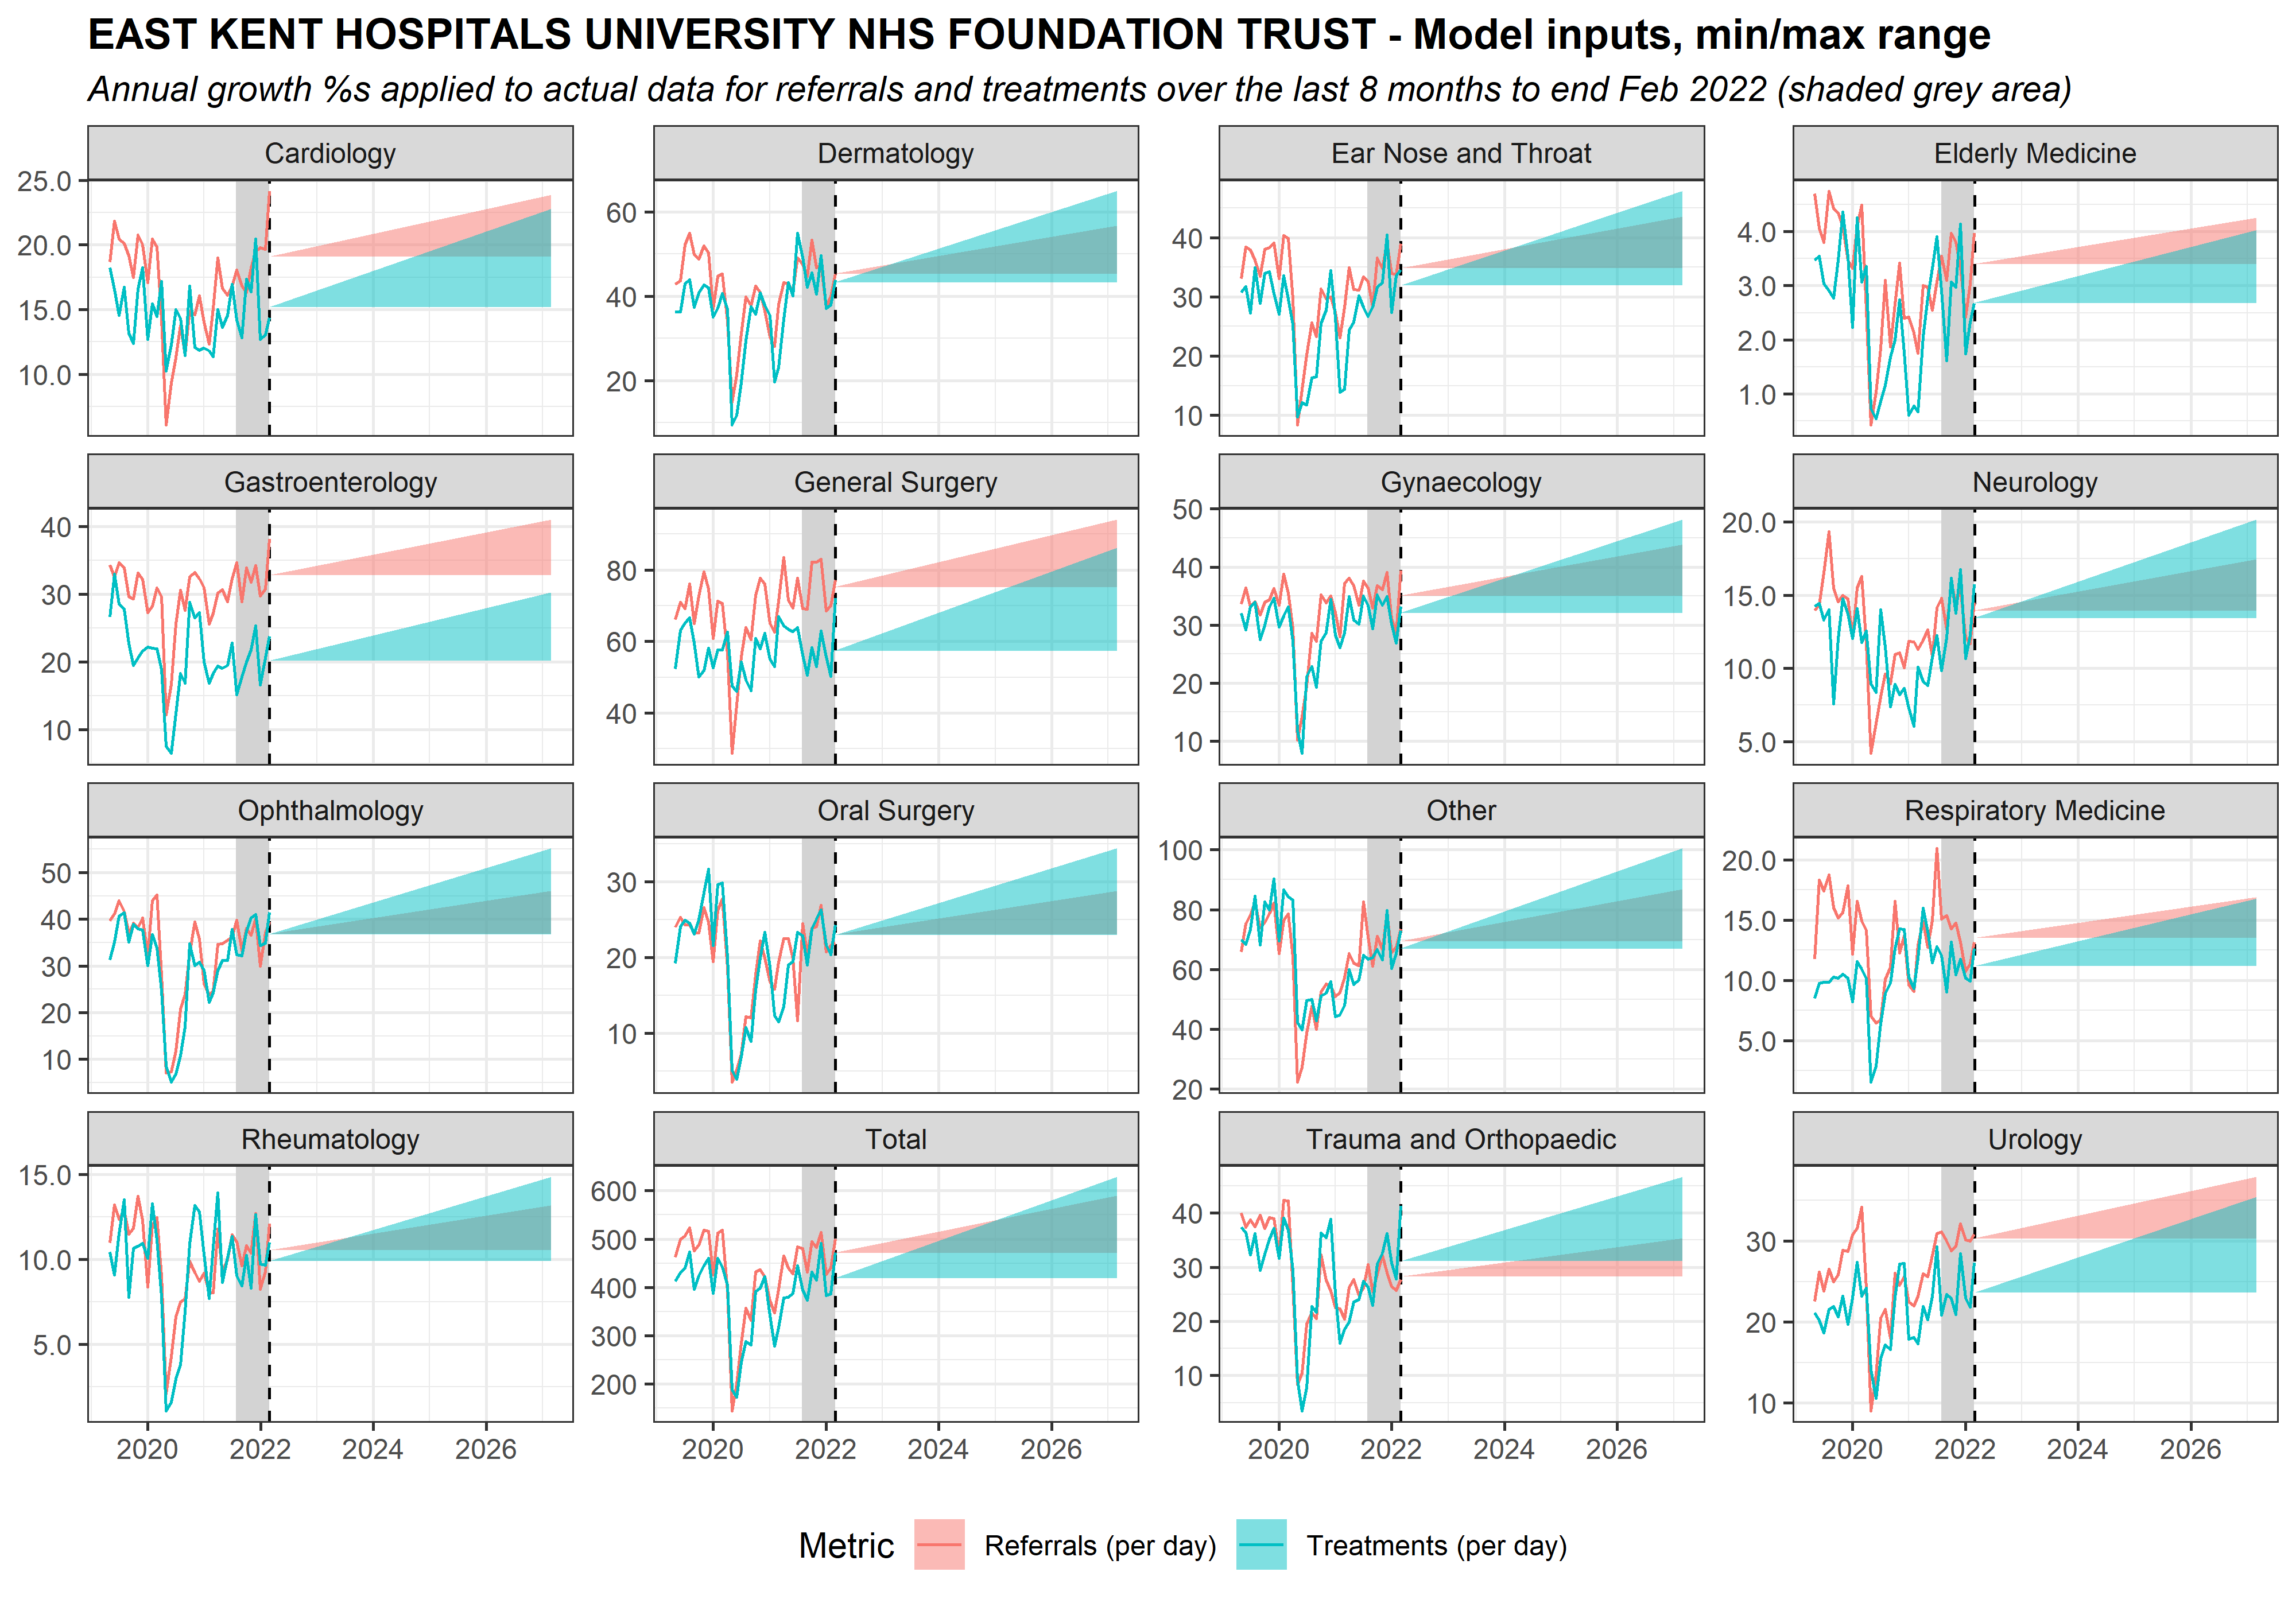 EAST KENT HOSPITALS UNIVERSITY NHS FOUNDATION TRUST - Model inputs, min/max range
Annual growth %s applied to actual data for referrals and treatments over the last 8 months to end Feb 2022 (shaded grey area)
Cardiology
25.0
20.0
15.0
10.0
Dermatology
60
40
20
Ear Nose and Throat
40
30
20
10
Elderly Medicine
4.0
3.0
2.0
1.0
Gastroenterology
40
30
20
10
General Surgery
80
60
40
Gynaecology
50
40
30
20
10
Neurology
20.0
15.0
10.0
5.0
Ophthalmology
50
40
30
20
10
Oral Surgery
30
20
10
Other
100
80
60
40
20
Respiratory Medicine
20.0
15.0
10.0
5.0
Rheumatology
15.0
10.0
5.0
2020 2022 2024 2026
Total
600
500
400
300
200
2020 2022 2024 2026
Trauma and Orthopaedic
40
30
20
10
2020 2022 2024 2026
Urology
30
20
10
2020 2022 2024 2026
Metric Referrals (per day) Treatments (per day)